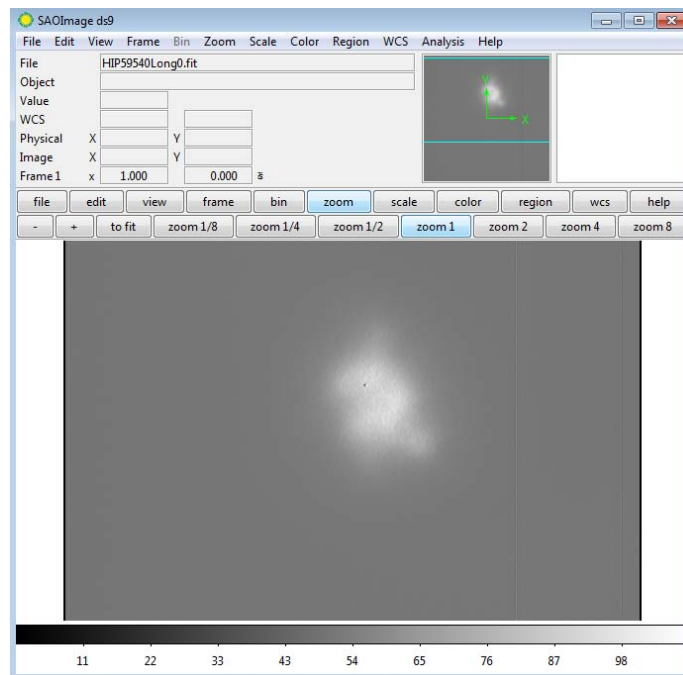 SAOImage ds9
File Edit View Frame Bin Zoom Scale Color Region WCS Analysis Help
File HIP59540Long0.fit
Object
Value
WCS
Physical X Y
Image X Y
Frame 1 x 1.000 0.000
Y
X
file edit view frame bin zoom scale color region wcs help
- + to fit zoom 1/8 zoom 1/4 zoom 1/2 zoom 1 zoom 2 zoom 4 zoom 8
11 22 33 43 54 65 76 87 98